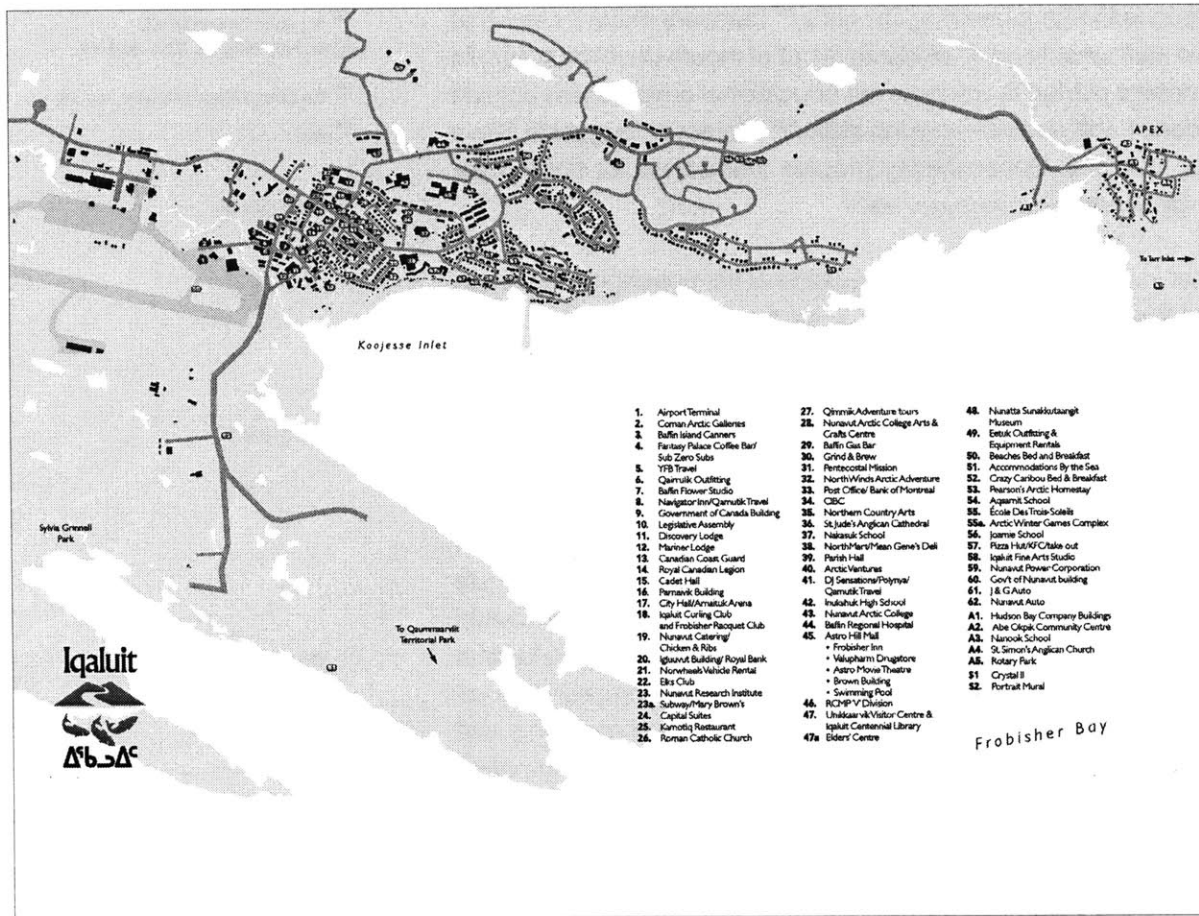 APEX
To Tarr Inlet
Koojesse Inlet
Sylvia Grinnell
Park
To Qaummaarviit
Territorial Park
Iqaluit
ᐃᖃᓗᐃᑦ
1. Airport Terminal
2. Coman Arctic Galleries
3. Baffin Island Canners
4. Fantasy Palace Coffee Bar/
Sub Zero Subs
5. YFB Travel
6. Qairrulik Outfitting
7. Baffin Flower Studio
8. Navigator Inn/Qamutik Travel
9. Government of Canada Building
10. Legislative Assembly
11. Discovery Lodge
12. Mariner Lodge
13. Canadian Coast Guard
14. Royal Canadian Legion
15. Cadet Hall
16. Parnaivik Building
17. City Hall/Arnaituk Arena
18. Iqaluit Curling Club
and Frobisher Racquet Club
19. Nunavut Catering/
Chicken & Ribs
20. Igluvut Building/ Royal Bank
21. Norwheels Vehicle Rental
22. Elks Club
23. Nunavut Research Institute
23a. Subway/Mary Brown's
24. Capital Suites
25. Kamotiq Restaurant
26. Roman Catholic Church
27. Qimmik Adventure tours
28. Nunavut Arctic College Arts &
Crafts Centre
29. Baffin Gas Bar
30. Grind & Brew
31. Pentecostal Mission
32. NorthWinds Arctic Adventure
33. Post Office/ Bank of Montreal
34. CIBC
35. Northern Country Arts
36. St. Jude's Anglican Cathedral
37. Nakasuk School
38. NorthMart/Mean Gene's Deli
39. Parish Hall
40. Arctic Ventures
41. DJ Sensations/Polynya/
Qamutik Travel
42. Inuksuk High School
43. Nunavut Arctic College
44. Baffin Regional Hospital
45. Astro Hill Mall
• Frobisher Inn
• Valupharm Drugstore
• Astro Movie Theatre
• Brown Building
• Swimming Pool
46. RCMP 'V' Division
47. Unikkaarvik Visitor Centre &
Iqaluit Centennial Library
47a Elders' Centre
48. Nunatta Sunakkutaangit
Museum
49. Eetuk Outfitting &
Equipment Rentals
50. Beaches Bed and Breakfast
51. Accommodations By the Sea
52. Crazy Caribou Bed & Breakfast
53. Pearson's Arctic Homestay
54. Aqsarnit School
55. École Des Trois-Soleils
55a. Arctic Winter Games Complex
56. Joamie School
57. Pizza Hut/KFC/take out
58. Iqaluit Fine Arts Studio
59. Nunavut Power Corporation
60. Gov't of Nunavut building
61. J & G Auto
62. Nunavut Auto
A1. Hudson Bay Company Buildings
A2. Abe Okpik Community Centre
A3. Nanook School
A4. St. Simon's Anglican Church
A5. Rotary Park
S1 Crystal II
S2. Portrait Mural
Frobisher Bay